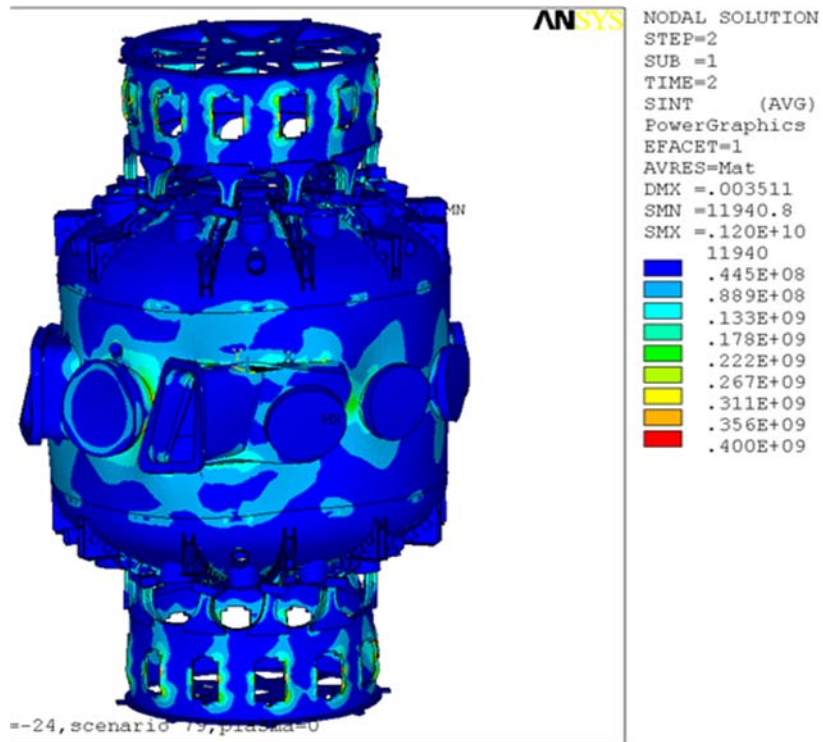 ANSYS
NODAL SOLUTION
STEP=2
SUB =1
TIME=2
SINT (AVG)
PowerGraphics
EFACET=1
AVRES=Mat
DMX =.003511
SMN =11940.8
SMX =.120E+10
11940
.445E+08
.889E+08
.133E+09
.178E+09
.222E+09
.267E+09
.311E+09
.356E+09
.400E+09
MN
MX
=-24,scenario 79,plasma=0